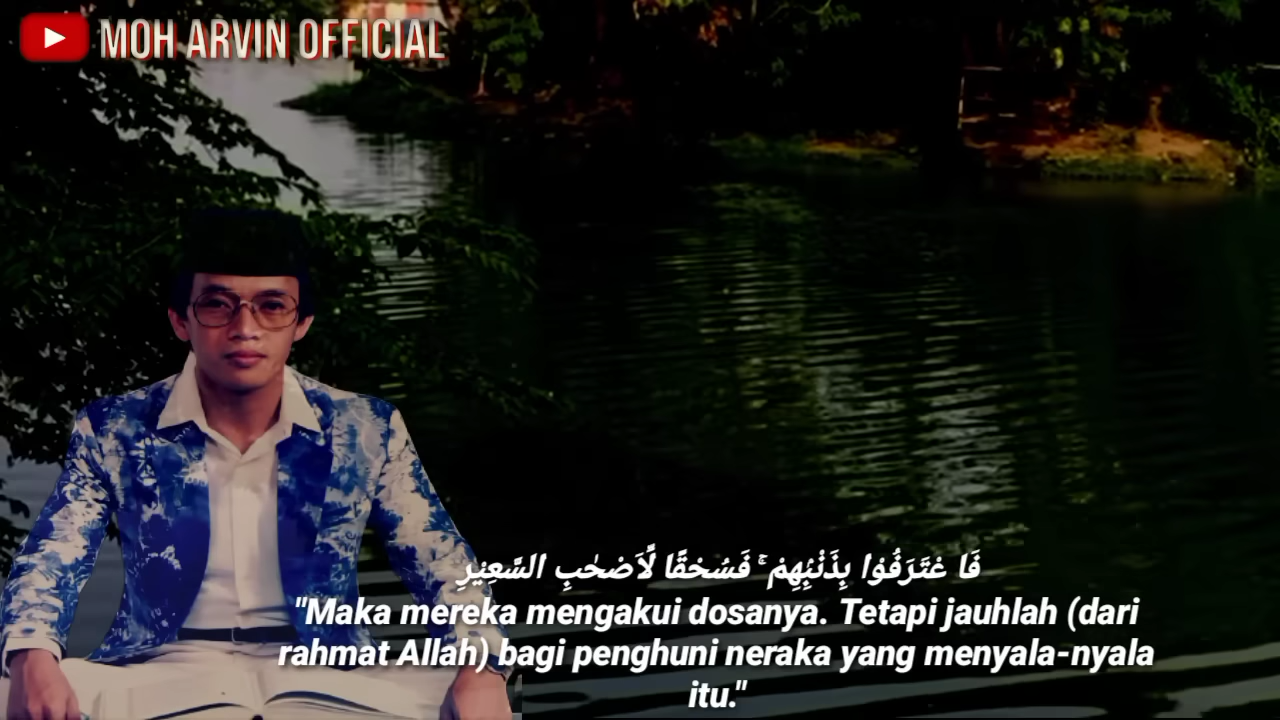 MOH ARVIN OFFICIAL
فَا عْتَرَفُوْا بِذَنْۢبِهِمْ ۚ فَسُحْقًا لِّاَصْحٰبِ السَّعِيْرِ
"Maka mereka mengakui dosanya. Tetapi jauhlah (dari
rahmat Allah) bagi penghuni neraka yang menyala-nyala
itu."